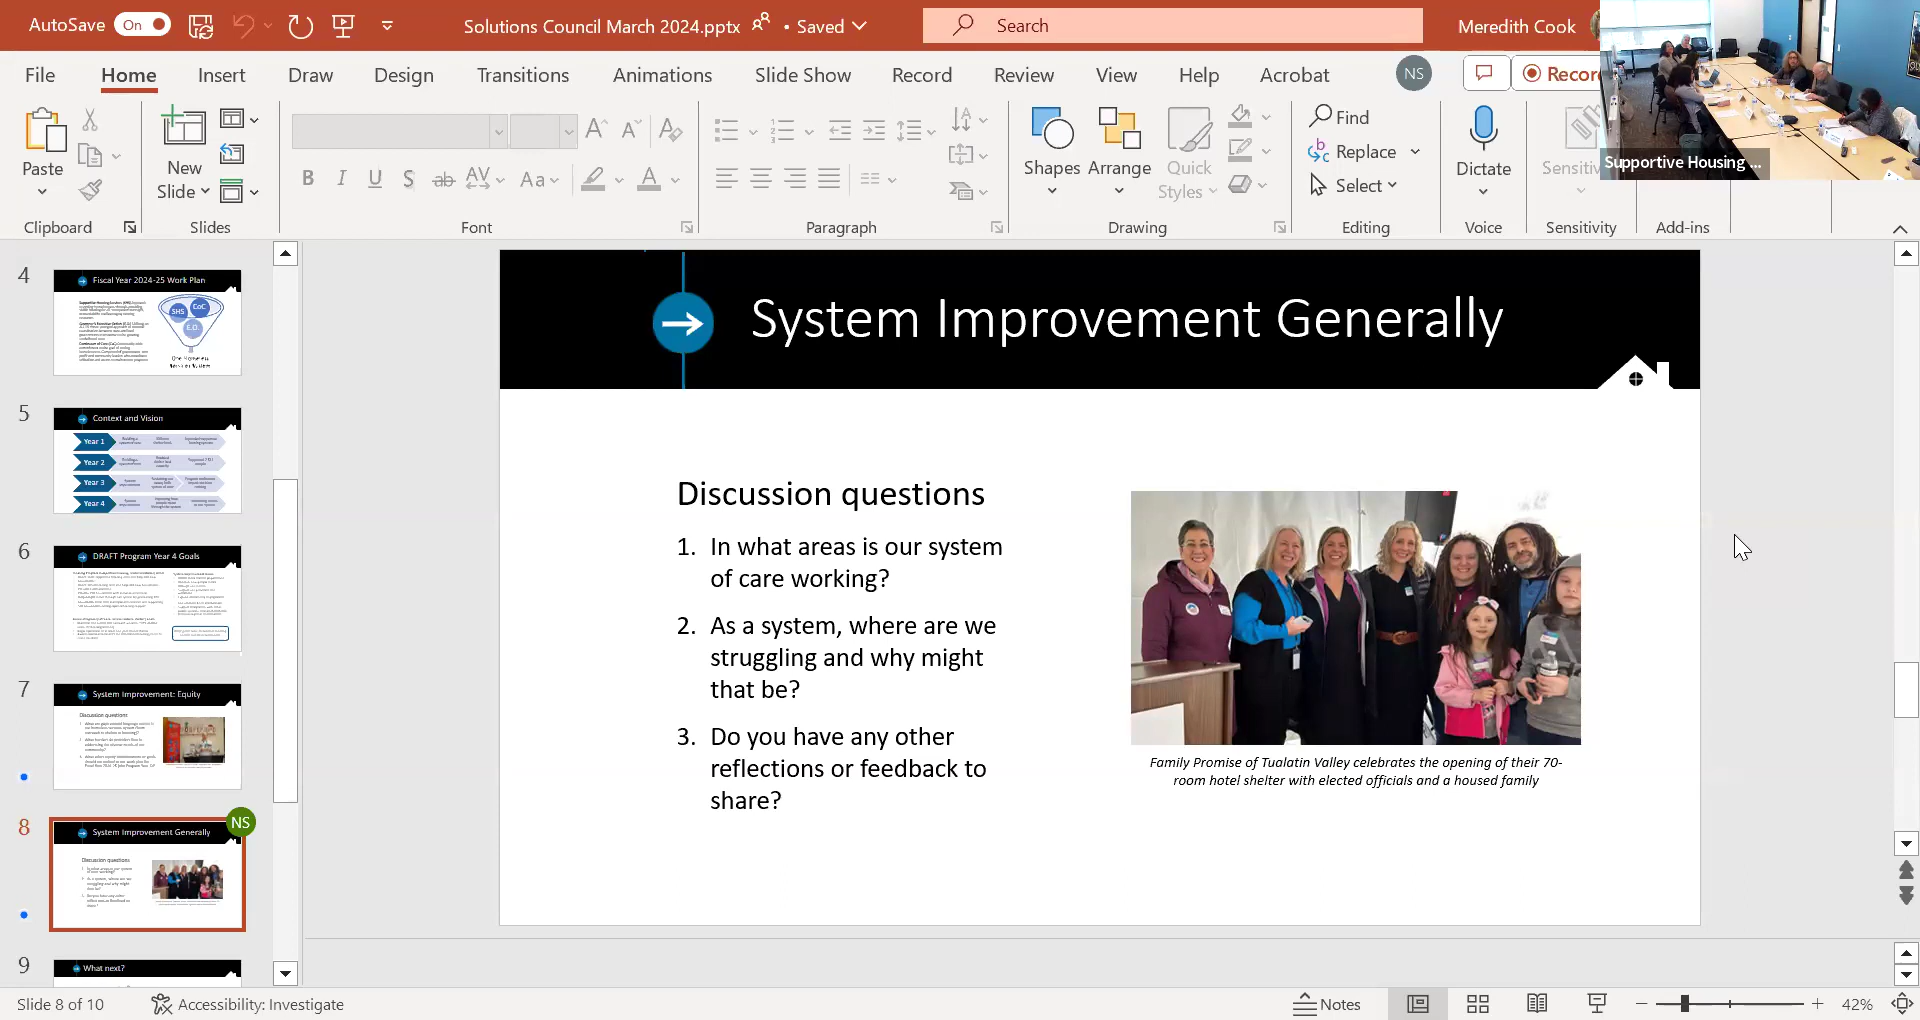 AutoSave On
Solutions Council March 2024.pptx • Saved
Search
Meredith Cook
File Home Insert Draw Design Transitions Animations Slide Show Record Review View Help Acrobat
NS
Recor
Supportive Housing ...
Paste
New
Slide
Shapes Arrange Quick
Styles
Find
Replace
Select
Dictate
Sensitiv
Clipboard Slides Font Paragraph Drawing Editing Voice Sensitivity Add-ins
4
Fiscal Year 2024-25 Work Plan
SHS
CoC
E.O.
5
Context and Vision
Year 1
Year 2
Year 3
Year 4
6
DRAFT Program Year 4 Goals
7
System Improvement: Equity
Discussion questions
8
NS
System Improvement Generally
Discussion questions
9
What next?
System Improvement Generally
Discussion questions
1. In what areas is our system
of care working?
2. As a system, where are we
struggling and why might
that be?
3. Do you have any other
reflections or feedback to
share?
Family Promise of Tualatin Valley celebrates the opening of their 70-
room hotel shelter with elected officials and a housed family
Slide 8 of 10
Accessibility: Investigate
Notes
42%